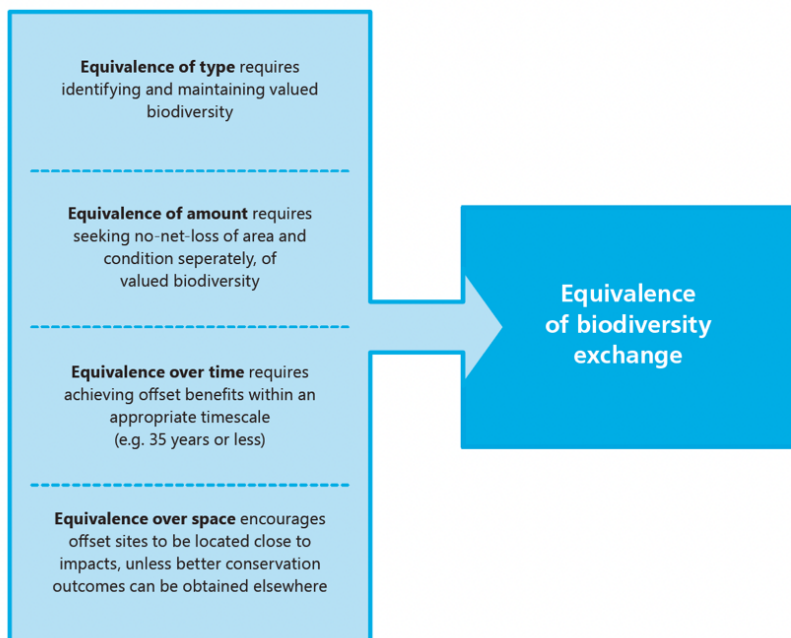 Equivalence of type requires
identifying and maintaining valued
biodiversity
Equivalence of amount requires
seeking no-net-loss of area and
condition seperately, of
valued biodiversity
Equivalence over time requires
achieving offset benefits within an
appropriate timescale
(e.g. 35 years or less)
Equivalence over space encourages
offset sites to be located close to
impacts, unless better conservation
outcomes can be obtained elsewhere
Equivalence
of biodiversity
exchange